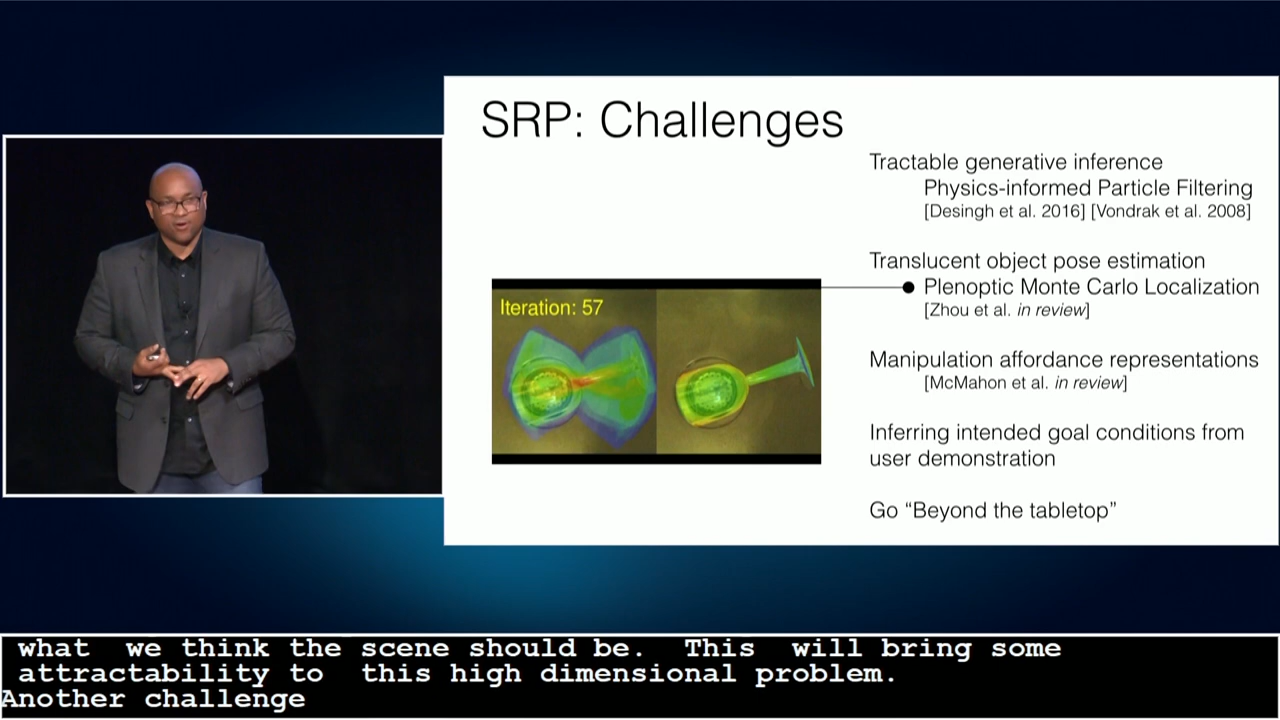 SRP: Challenges
Tractable generative inference
Physics-informed Particle Filtering
[Desingh et al. 2016] [Vondrak et al. 2008]
Translucent object pose estimation
Plenoptic Monte Carlo Localization
[Zhou et al. in review]
Iteration: 57
Manipulation affordance representations
[McMahon et al. in review]
Inferring intended goal conditions from
user demonstration
Go “Beyond the tabletop”
what we think the scene should be. This will bring some
attractability to this high dimensional problem.
Another challenge